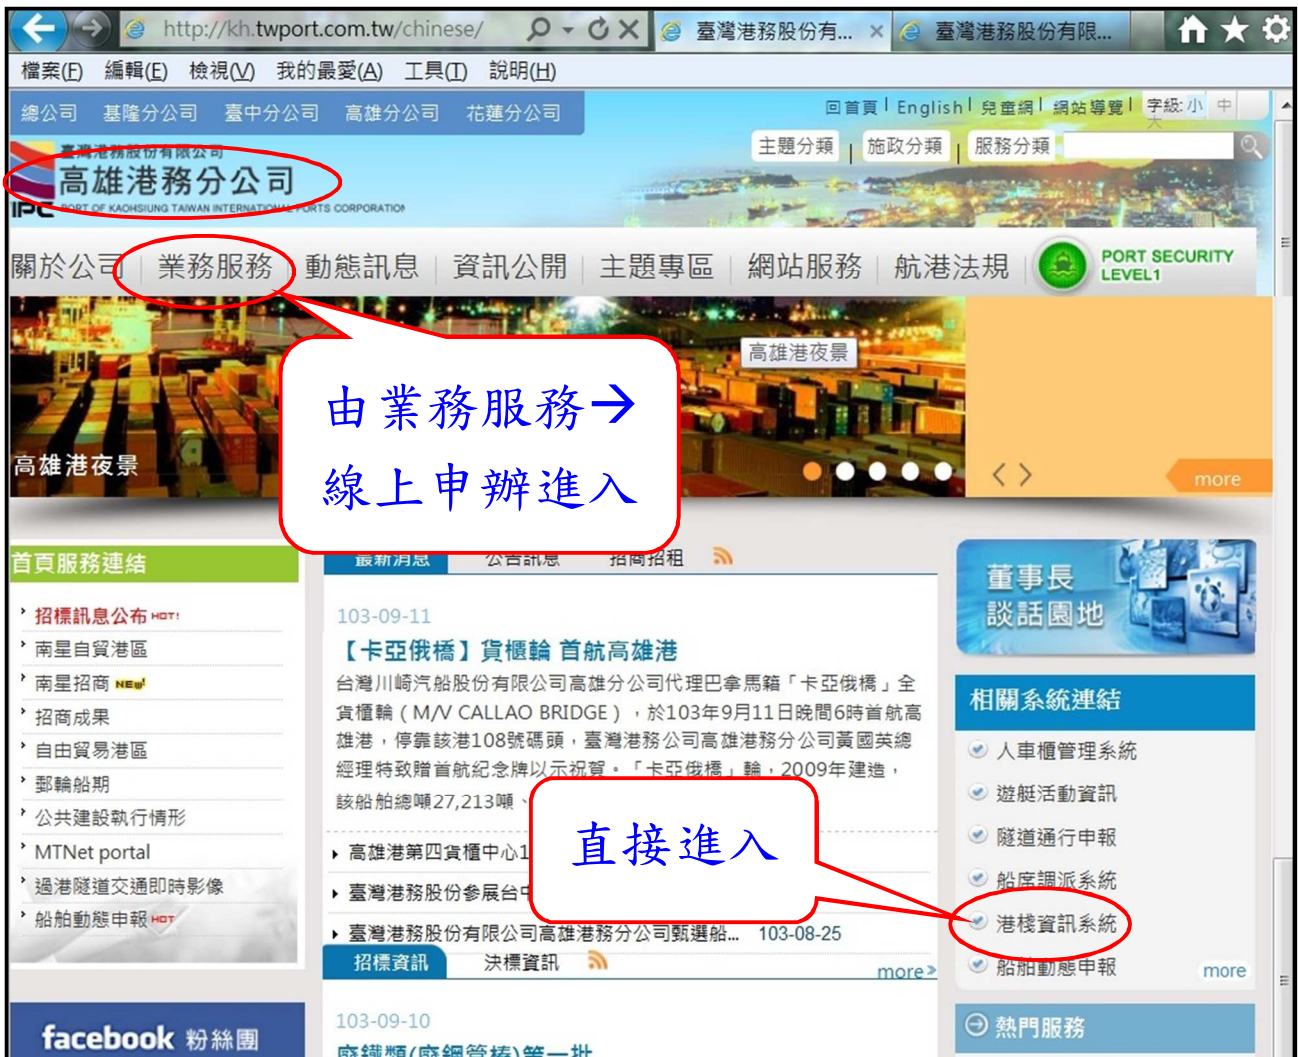 http://kh.twport.com.tw/chinese/
臺灣港務股份有...
臺灣港務股份有限...
檔案(F) 編輯(E) 檢視(V) 我的最愛(A) 工具(T) 說明(H)
總公司 基隆分公司 臺中分公司 高雄分公司 花蓮分公司
回首頁 | English | 兒童網 | 網站導覽 | 字級:小 中
大
主題分類 | 施政分類 | 服務分類
臺灣港務股份有限公司
高雄港務分公司
PORT OF KAOHSIUNG TAIWAN INTERNATIONAL PORTS CORPORATION
關於公司 | 業務服務 | 動態訊息 | 資訊公開 | 主題專區 | 網站服務 | 航港法規
PORT SECURITY
LEVEL1
高雄港夜景
由業務服務→
線上申辦進入
高雄港夜景
more
首頁服務連結
招標訊息公布 HOT!
南星自貿港區
南星招商 NEW!
招商成果
自由貿易港區
郵輪船期
公共建設執行情形
MTNet portal
過港隧道交通即時影像
船舶動態申報 HOT
facebook 粉絲團
最新消息 公告訊息 招商招租
103-09-11
【卡亞俄橋】貨櫃輪 首航高雄港
台灣川崎汽船股份有限公司高雄分公司代理巴拿馬籍「卡亞俄橋」全
貨櫃輪（M/V CALLAO BRIDGE），於103年9月11日晚間6時首航高
雄港，停靠該港108號碼頭，臺灣港務公司高雄港務分公司黃國英總
經理特致贈首航紀念牌以示祝賀。「卡亞俄橋」輪，2009年建造，
該船舶總噸27,213噸、
高雄港第四貨櫃中心1
臺灣港務股份參展台中
臺灣港務股份有限公司高雄港務分公司甄選船... 103-08-25
直接進入
招標資訊 決標資訊
more
103-09-10
廢鐵類(廢鋼管樁)第一批
董事長
談話園地
相關系統連結
人車櫃管理系統
遊艇活動資訊
隧道通行申報
船席調派系統
港棧資訊系統
船舶動態申報
more
熱門服務